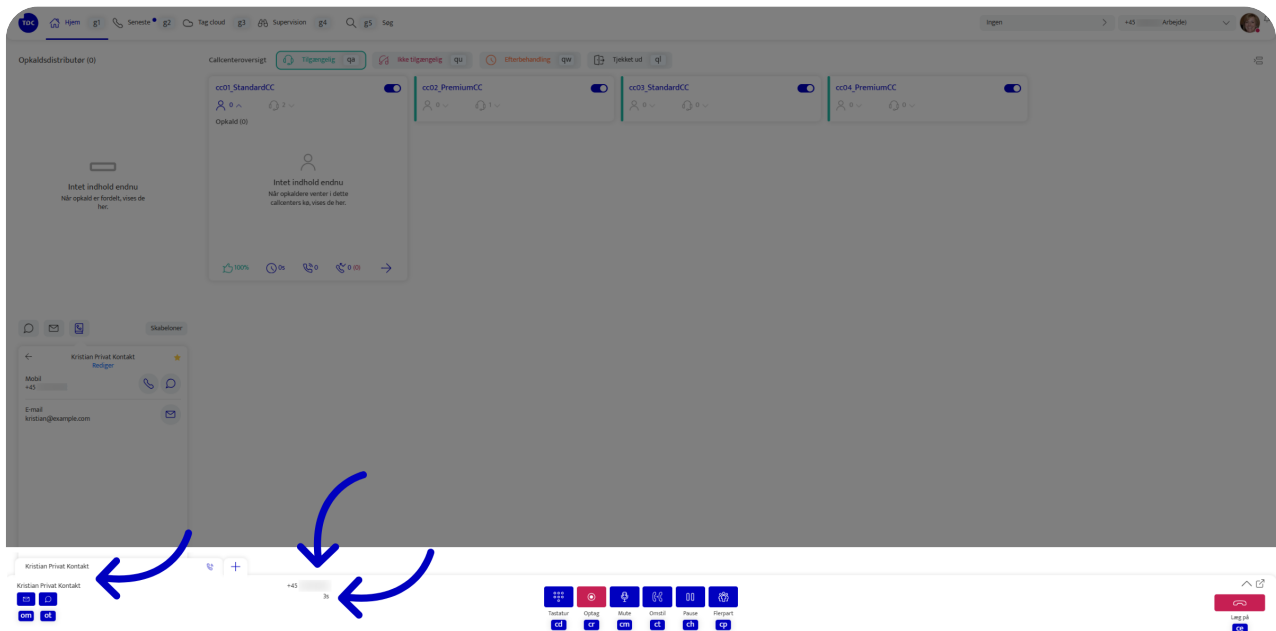 TDC Hjem g1 Seneste g2 Tag cloud g3 Supervision g4 g5 Søg Ingen +45 Arbejde1
Opkaldsdistributør (0)
Callcenteroversigt Tilgængelig qa Ikke tilgængelig qu Efterbehandling qw Tjekket ud ql
cc01_StandardCC
0 2
Opkald (0)
Intet indhold endnu
Når opkaldere venter i dette
callcenters kø, vises de her.
100% 0s 0 0 (0)
cc02_PremiumCC
0 1
cc03_StandardCC
0 0
cc04_PremiumCC
0 0
Intet indhold endnu
Når opkald er fordelt, vises de
her.
Skabeloner
Kristian Privat Kontakt
Rediger
Mobil
+45
E-mail
kristian@example.com
Kristian Privat Kontakt
Kristian Privat Kontakt
om ot
+45
3s
Tastatur Optag Mute Omstil Pause Flerpart
cd cr cm ct ch cp
Læg på
ce